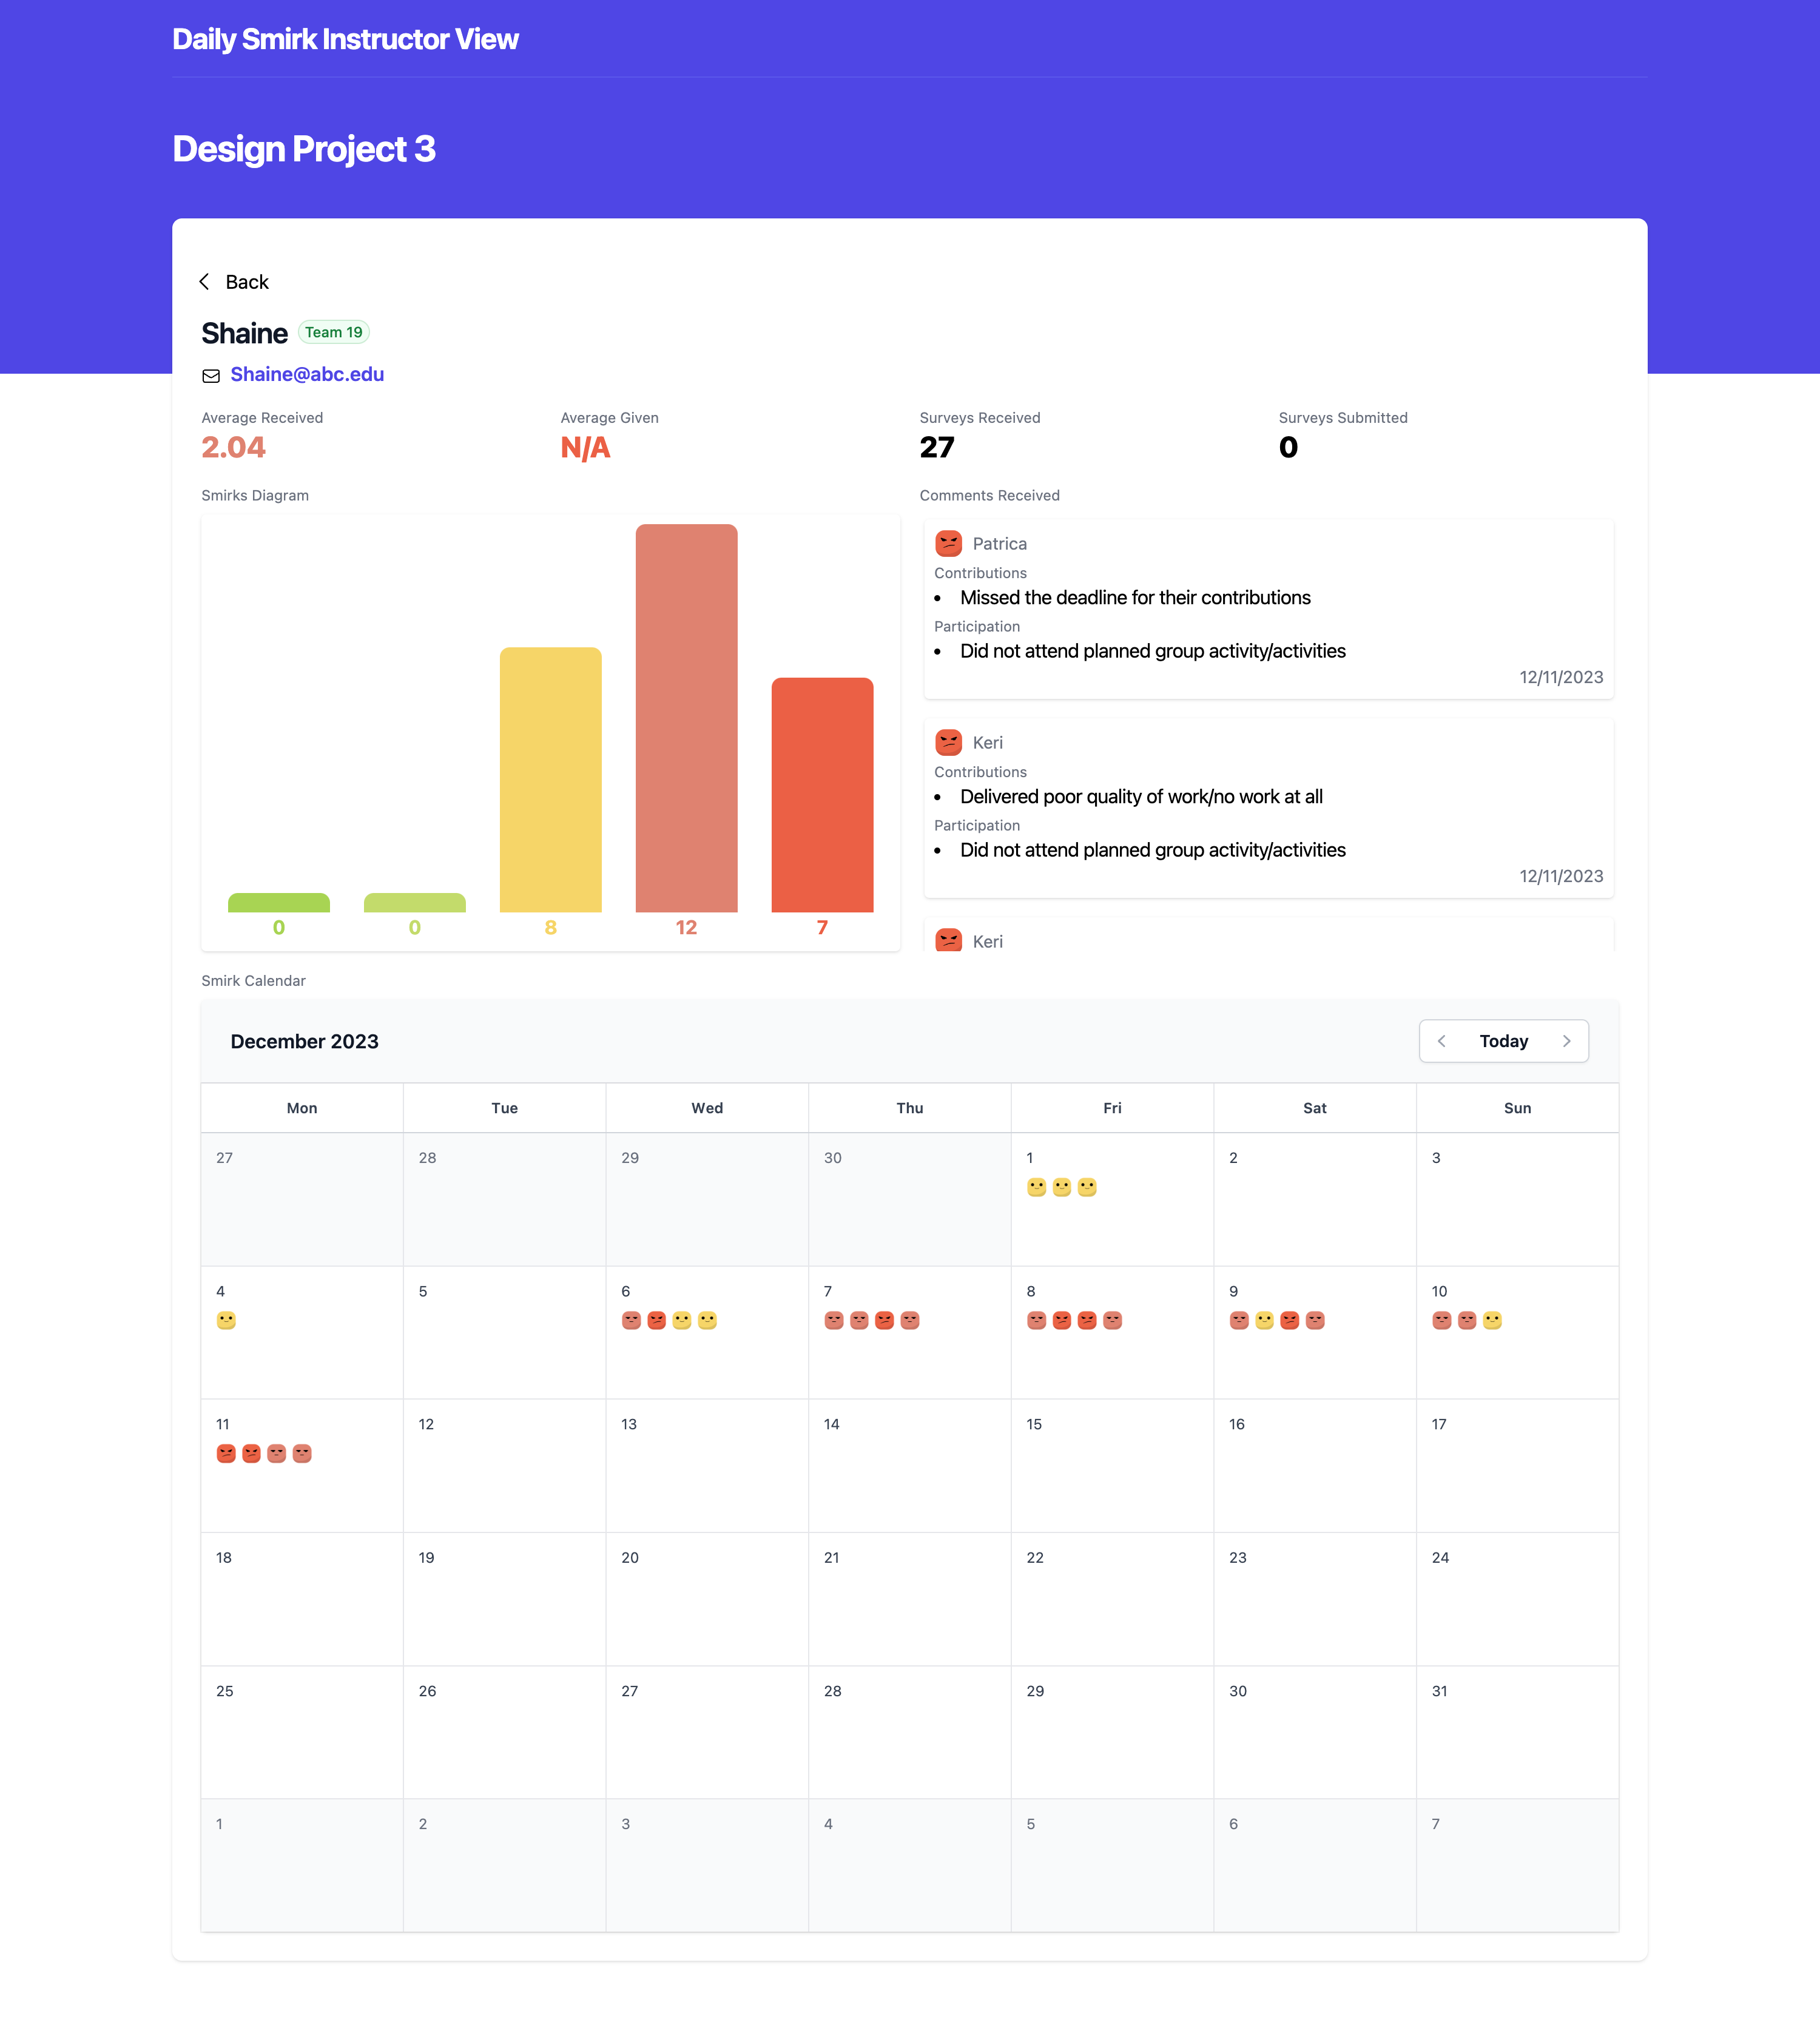 Daily Smirk Instructor View
Design Project 3
Back
Shaine Team 19
Shaine@abc.edu
Average Received Average Given Surveys Received Surveys Submitted
2.04 N/A 27 0
Smirks Diagram
0 0 8 12 7
Comments Received
Patrica
Contributions
• Missed the deadline for their contributions
Participation
• Did not attend planned group activity/activities
12/11/2023
Keri
Contributions
• Delivered poor quality of work/no work at all
Participation
• Did not attend planned group activity/activities
12/11/2023
Keri
Smirk Calendar
December 2023 Today
Mon Tue Wed Thu Fri Sat Sun
27 28 29 30 1 2 3
4 5 6 7 8 9 10
11 12 13 14 15 16 17
18 19 20 21 22 23 24
25 26 27 28 29 30 31
1 2 3 4 5 6 7